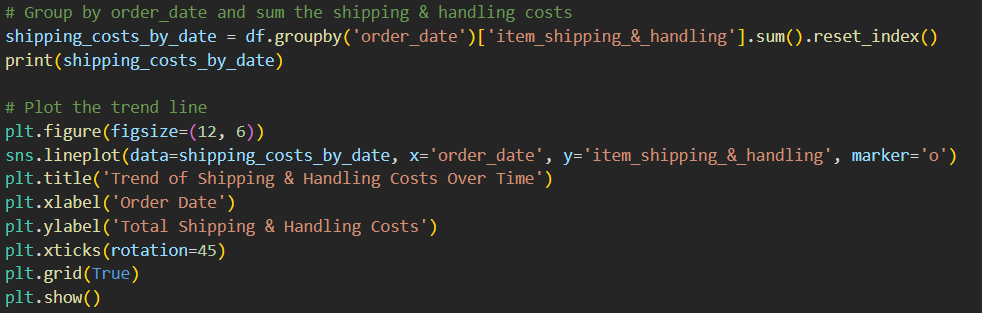 # Group by order_date and sum the shipping & handling costs
shipping_costs_by_date = df.groupby('order_date')['item_shipping_&_handling'].sum().reset_index()
print(shipping_costs_by_date)

# Plot the trend line
plt.figure(figsize=(12, 6))
sns.lineplot(data=shipping_costs_by_date, x='order_date', y='item_shipping_&_handling', marker='o')
plt.title('Trend of Shipping & Handling Costs Over Time')
plt.xlabel('Order Date')
plt.ylabel('Total Shipping & Handling Costs')
plt.xticks(rotation=45)
plt.grid(True)
plt.show()